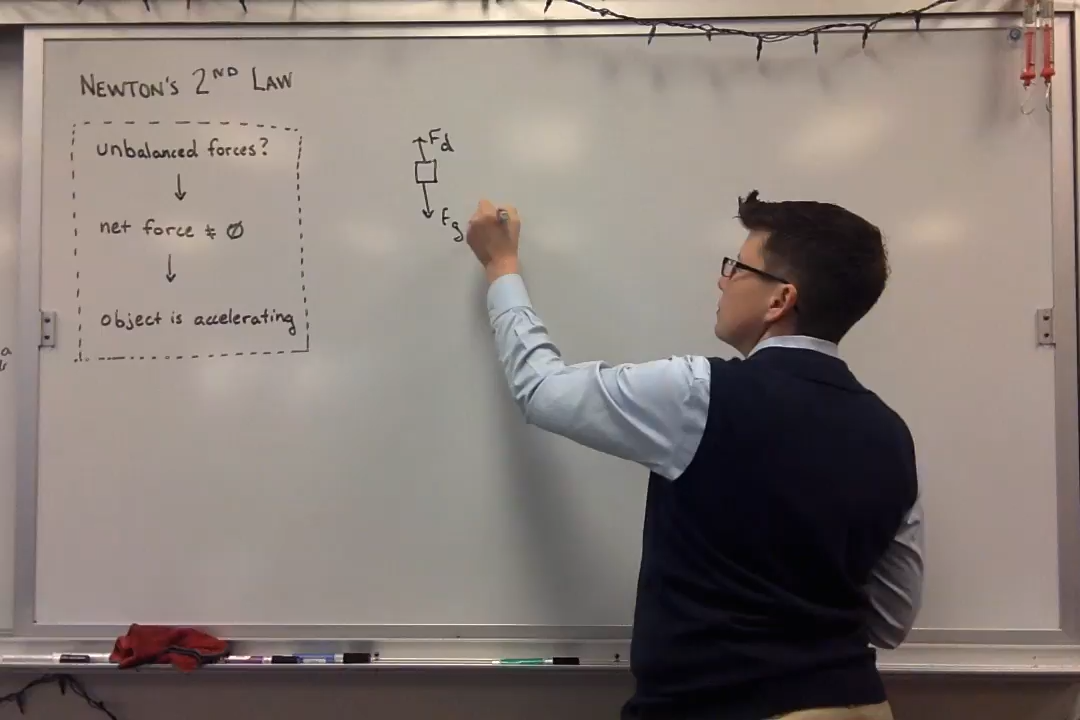 NEWTON'S 2ND LAW
unbalanced forces?
↓
net force ≠ Ø
↓
object is accelerating
Fd
Fg